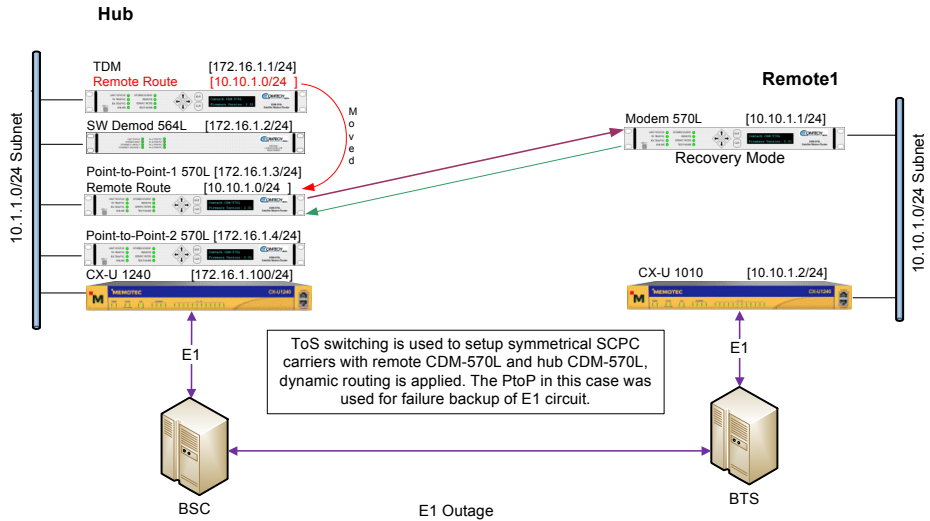 Hub
TDM [172.16.1.1/24]
Remote Route [10.10.1.0/24 ]
Moved
SW Demod 564L [172.16.1.2/24]
Point-to-Point-1 570L [172.16.1.3/24]
Remote Route [10.10.1.0/24 ]
Point-to-Point-2 570L [172.16.1.4/24]
CX-U 1240 [172.16.1.100/24]
MEMOTEC
CX-U1240
M
10.1.1.0/24 Subnet
Remote1
Modem 570L [10.10.1.1/24]
Recovery Mode
CX-U 1010 [10.10.1.2/24]
MEMOTEC
CX-U1240
M
10.10.1.0/24 Subnet
E1
E1
ToS switching is used to setup symmetrical SCPC
carriers with remote CDM-570L and hub CDM-570L,
dynamic routing is applied. The PtoP in this case was
used for failure backup of E1 circuit.
BSC
BTS
E1 Outage